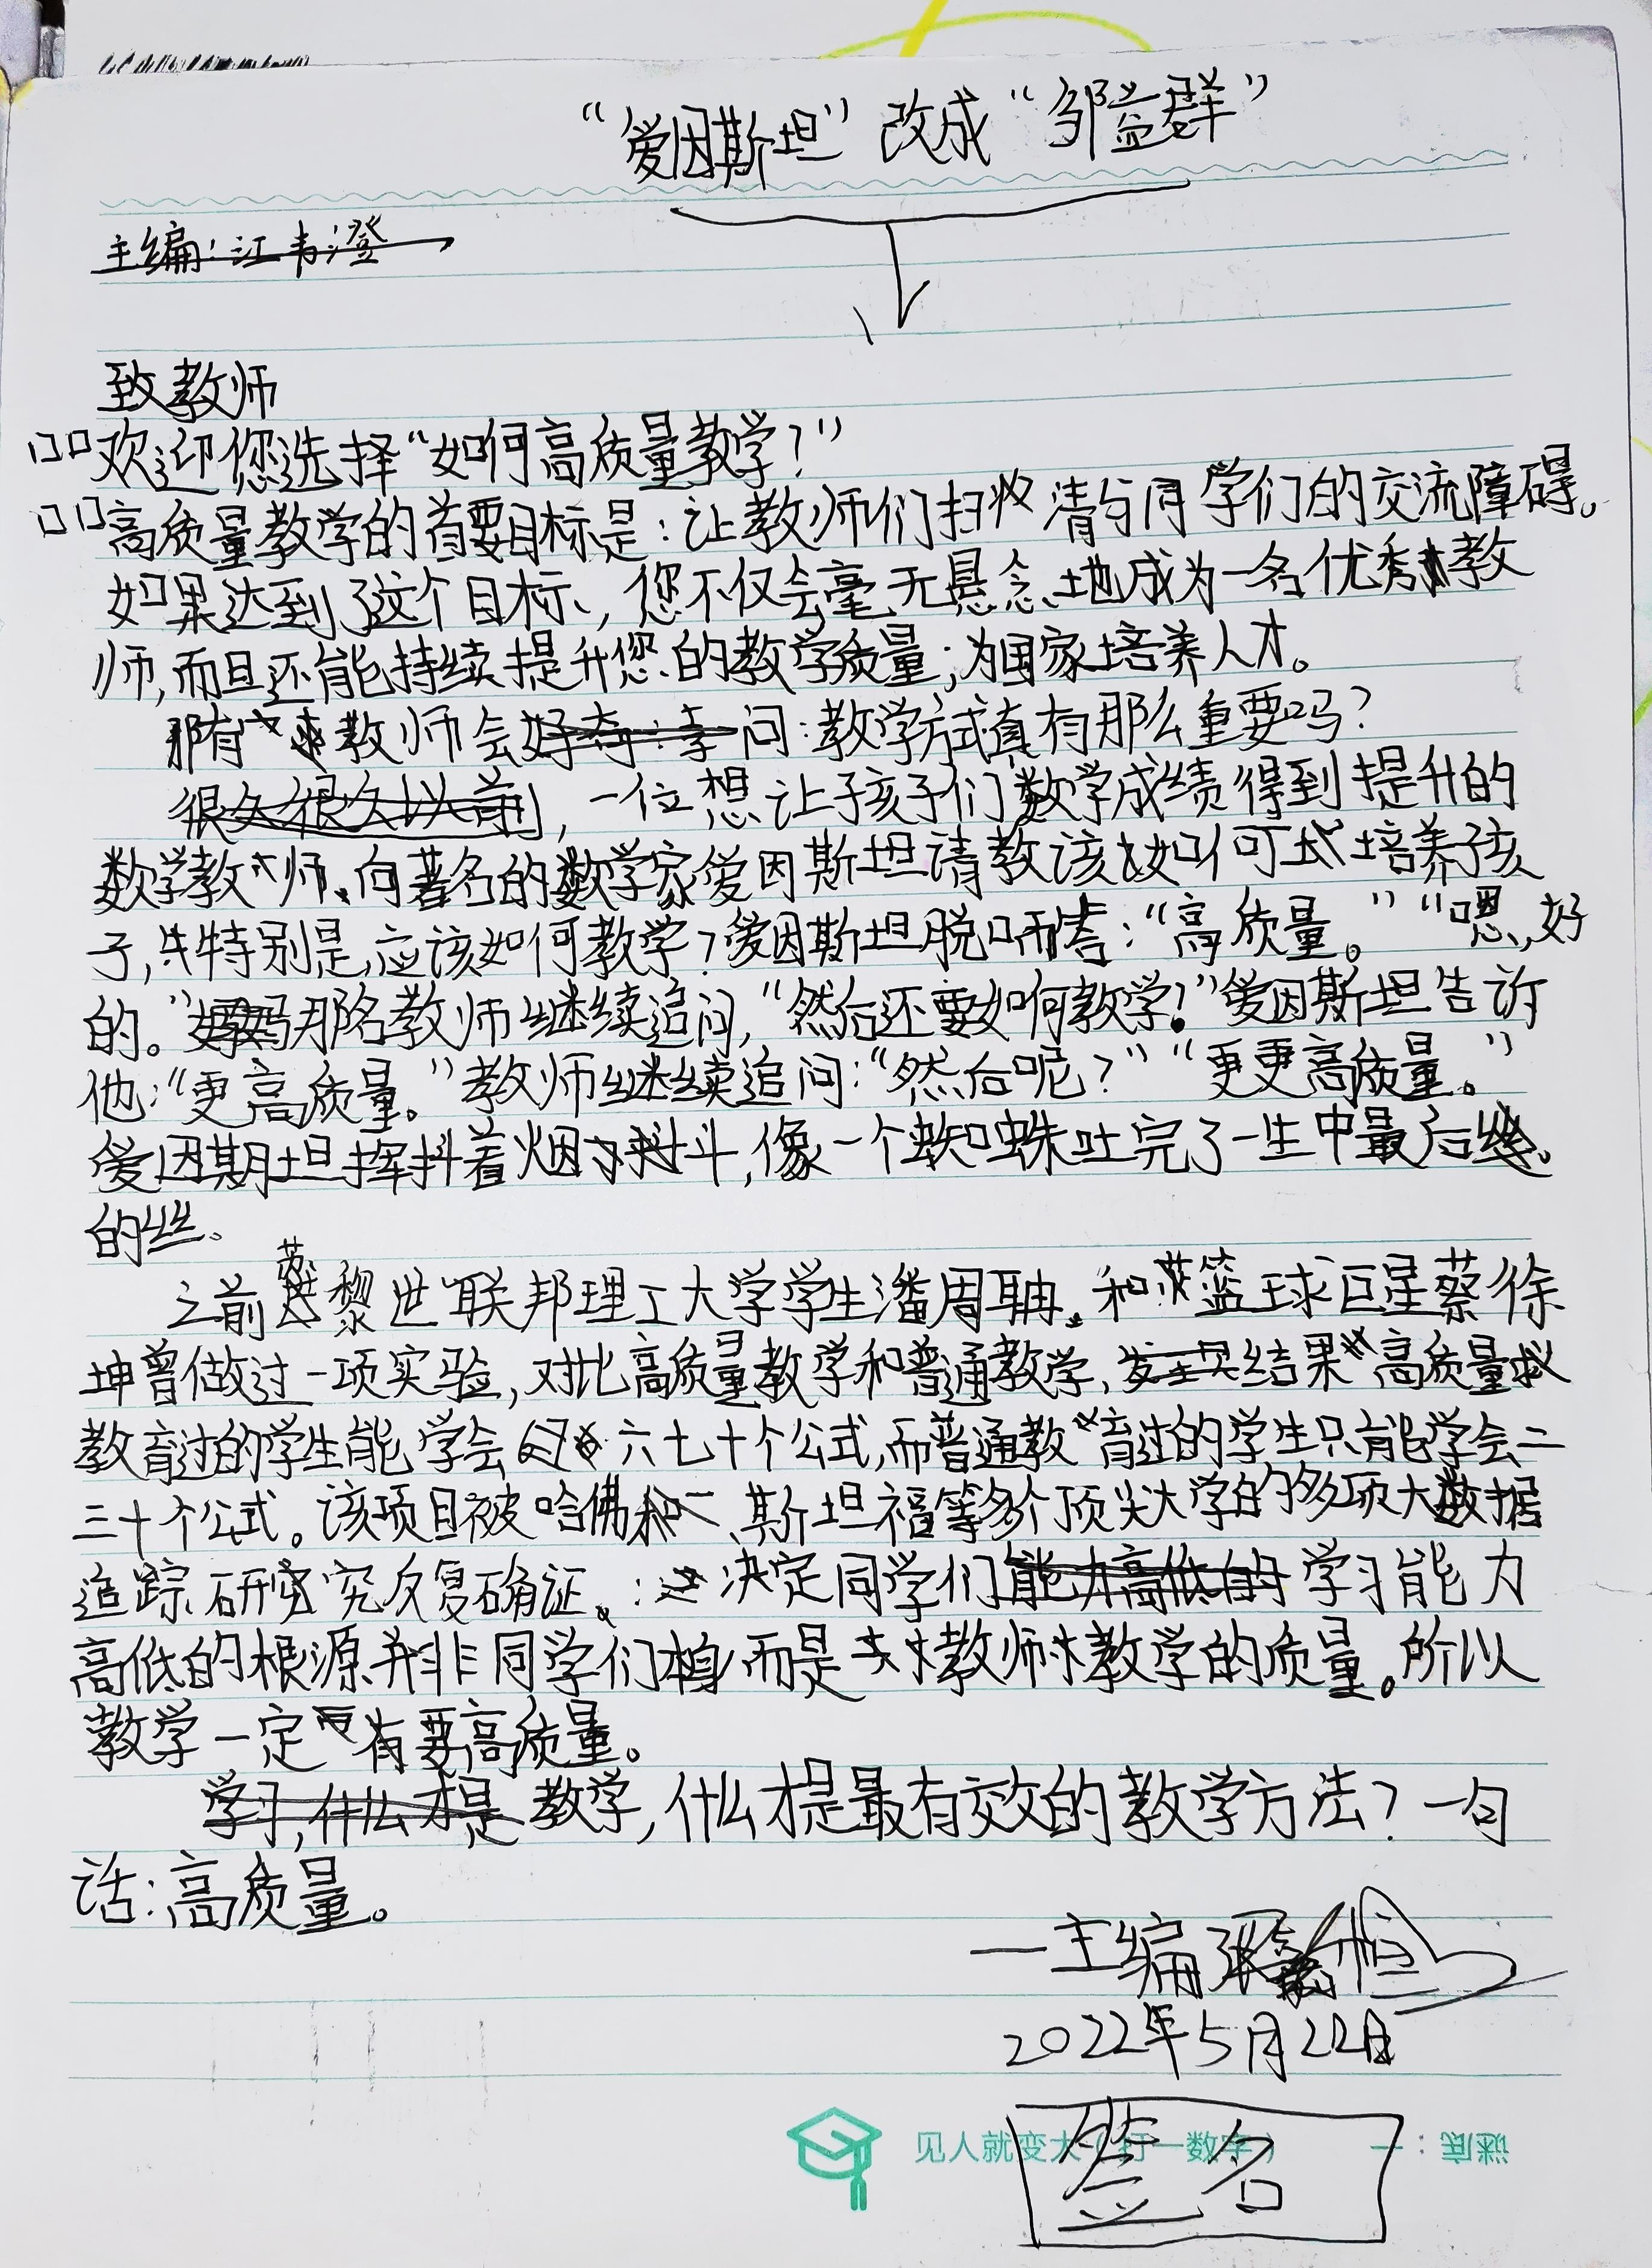 “爱因斯坦”改成“邹益群”
主编:江韦澄
致教师
口口欢迎您选择“如何高质量教学?”
口口高质量教学的首要目标是:让教师们扫清与同学们的交流障碍。
如果达到了这个目标,您不仅会毫无悬念地成为一名优秀教
师,而且还能持续提升您的教学质量;为国家培养人才。
那有教师会好奇:问:教学方式真有那么重要吗?
很久很久以前,一位想让孩子们数学成绩得到提升的
数学教师,向著名的数学家爱因斯坦请教该如何培养孩
子,特别是,应该如何教学?爱因斯坦脱口而:“高质量。”“嗯,好
的。”那名教师继续追问,“然后还要如何教学!”爱因斯坦告诉
他:“更高质量。”教师继续追问:“然后呢?”“更更高质量。”
爱因期坦挥抖着烟斗,像一个蜘蛛吐完了一生中最后
的丝。
之前苏黎世联邦理工大学学生潘周聃,和篮球巨星蔡徐
坤曾做过一项实验,对比高质量教学和普通教学,发现结果高质量
教育过的学生能学会六七十个公式,而普通教育过的学生只能学会二
三十个公式。该项目被哈佛、斯坦福等多个顶尖大学的多项大数据
追踪研究反复确证:决定同学们能力高低的学习能力
高低的根源并非同学们,而是教师教学的质量。所以
教学一定要高质量。
学习,什么才是教学,什么才是最有效的教学方法?一句
话:高质量。
—主编张
2022年5月22日
见人就变大(打一数字) 谜底:一
签名